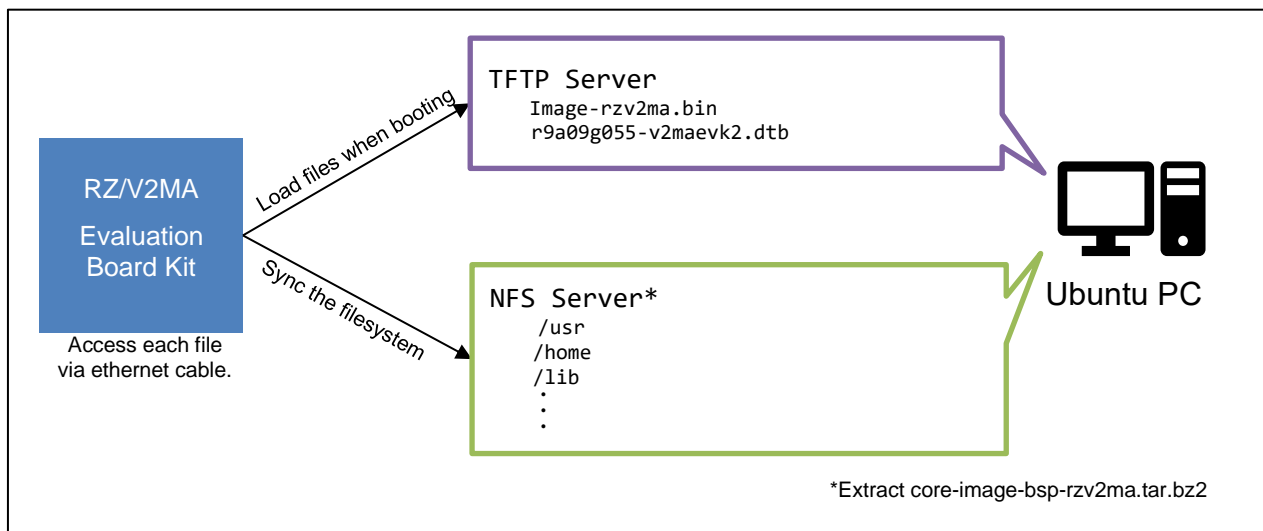 RZ/V2MA
Evaluation
Board Kit
Access each file
via ethernet cable.
Load files when booting
Sync the filesystem
TFTP Server
Image-rzv2ma.bin
r9a09g055-v2maevk2.dtb
NFS Server*
/usr
/home
/lib
.
.
.
Ubuntu PC
*Extract core-image-bsp-rzv2ma.tar.bz2